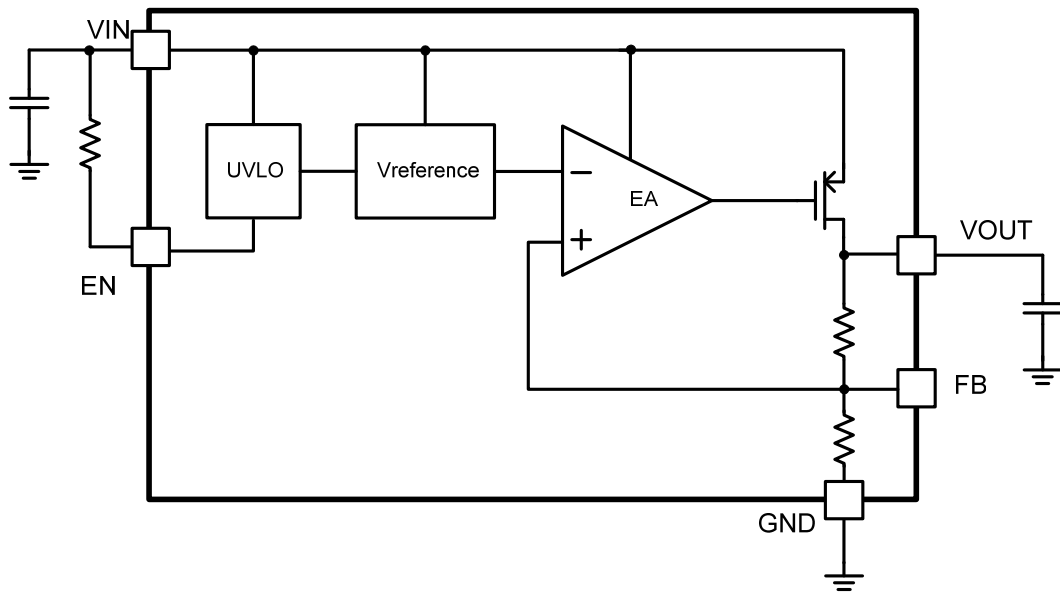 VIN
UVLO
Vreference
−
EA
+
VOUT
EN
FB
GND